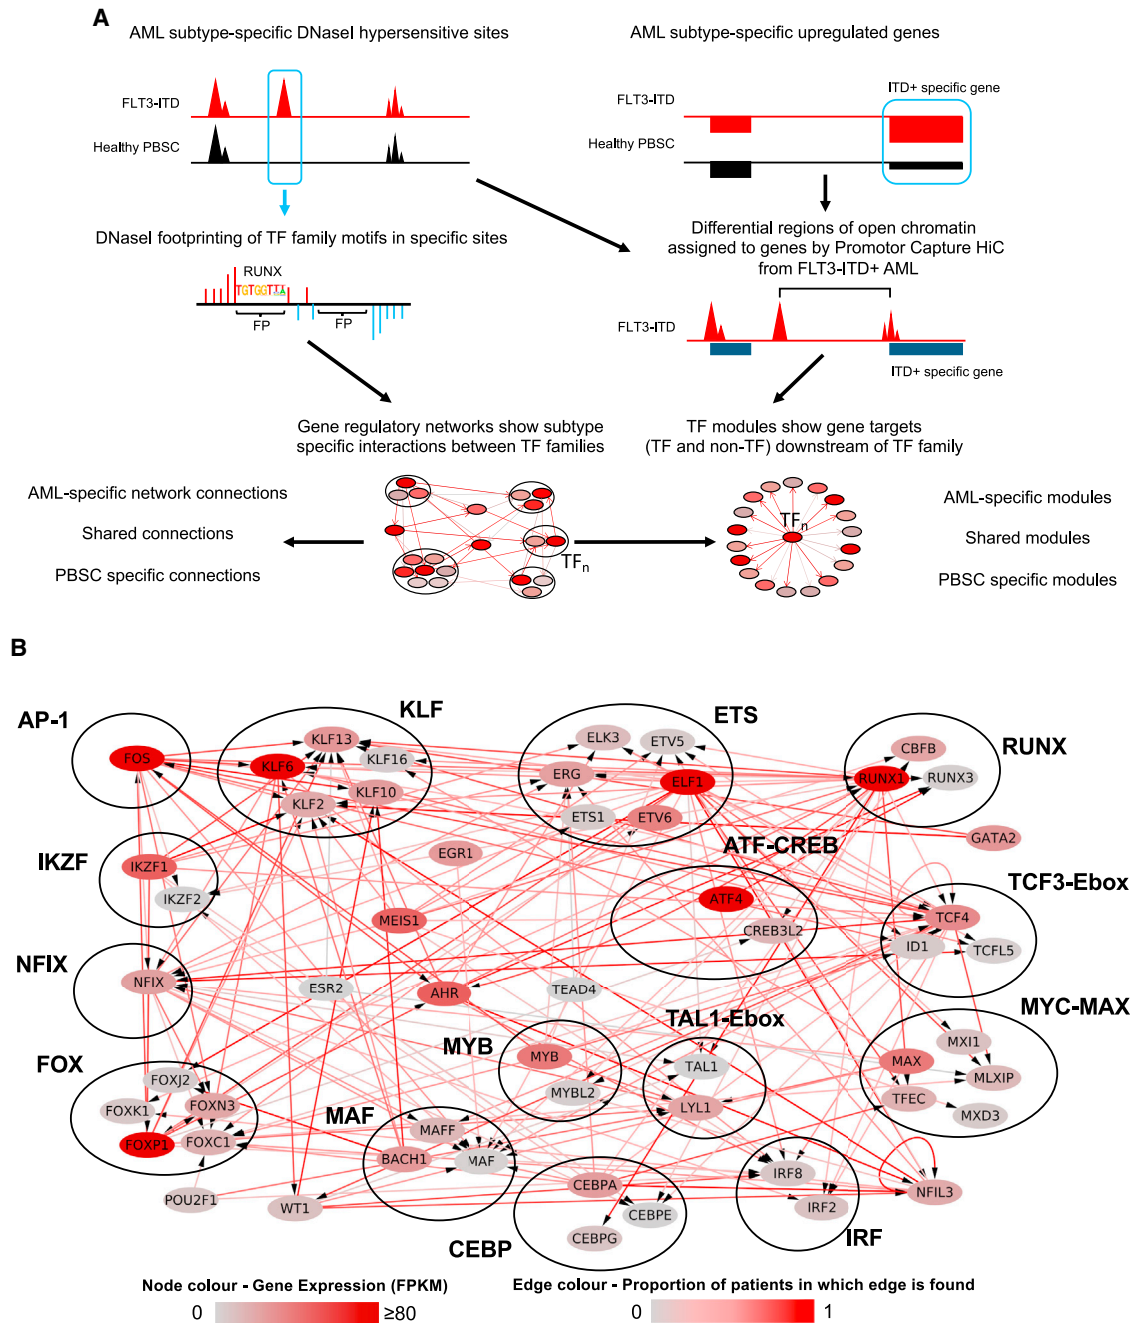 A
AML subtype-specific DNaseI hypersensitive sites
AML subtype-specific upregulated genes
FLT3-ITD
Healthy PBSC
FLT3-ITD
ITD+ specific gene
Healthy PBSC
DNaseI footprinting of TF family motifs in specific sites
Differential regions of open chromatin
assigned to genes by Promotor Capture HiC
from FLT3-ITD+ AML
RUNX
TGTGGTTT
FP
FP
FLT3-ITD
ITD+ specific gene
Gene regulatory networks show subtype
specific interactions between TF families
TF modules show gene targets
(TF and non-TF) downstream of TF family
AML-specific network connections
Shared connections
PBSC specific connections
TFn
TFn
AML-specific modules
Shared modules
PBSC specific modules
B
AP-1
FOS
KLF
KLF13
KLF16
KLF6
KLF10
KLF2
ETS
ELK3
ETV5
ERG
ELF1
ETS1
ETV6
RUNX
CBFB
RUNX1
RUNX3
GATA2
IKZF
IKZF1
IKZF2
EGR1
MEIS1
ATF-CREB
ATF4
CREB3L2
TCF3-Ebox
TCF4
ID1
TCFL5
NFIX
NFIX
ESR2
AHR
TEAD4
MYB
MYB
MYBL2
TAL1-Ebox
TAL1
LYL1
MYC-MAX
MXI1
MAX
MLXIP
TFEC
MXD3
FOX
FOXJ2
FOXK1
FOXN3
FOXP1
FOXC1
POU2F1
WT1
MAF
MAFF
BACH1
MAF
CEBP
CEBPA
CEBPE
CEBPG
IRF
IRF8
IRF2
NFIL3
Node colour - Gene Expression (FPKM)
0
≥80
Edge colour - Proportion of patients in which edge is found
0
1